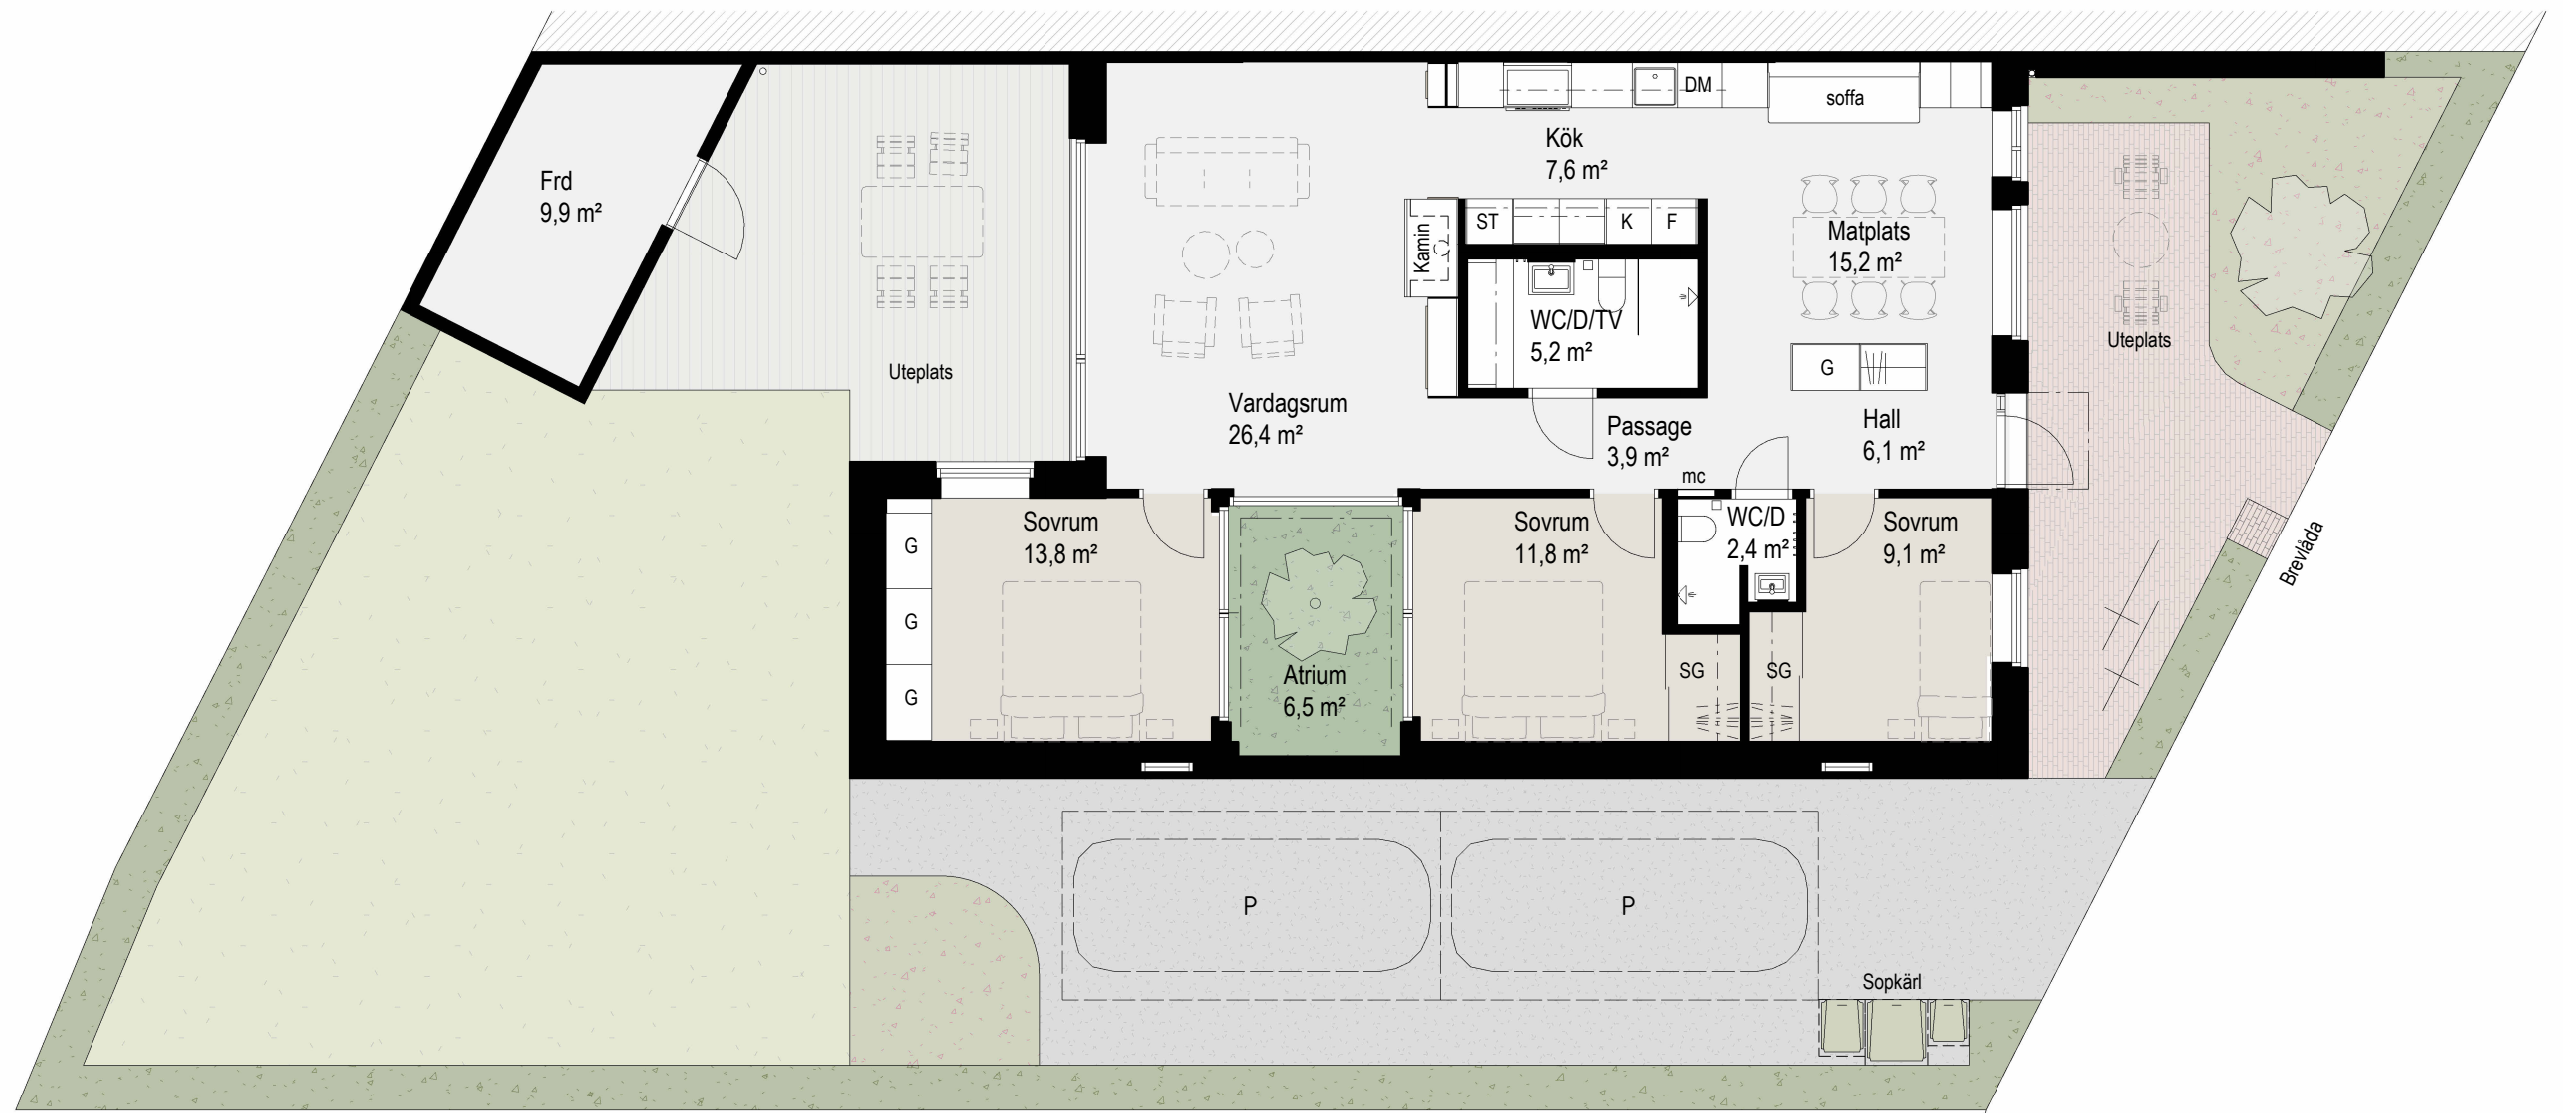 DM
soffa
Kök
7,6 m²
Frd
9,9 m²
ST
K
F
Kamin
Matplats
15,2 m²
WC/D/TV
5,2 m²
Uteplats
Uteplats
G
Vardagsrum
26,4 m²
Passage
3,9 m²
Hall
6,1 m²
mc
Sovrum
13,8 m²
Sovrum
11,8 m²
WC/D
2,4 m²
Sovrum
9,1 m²
G
G
G
Brevlåda
Atrium
6,5 m²
SG
SG
P
P
Sopkärl